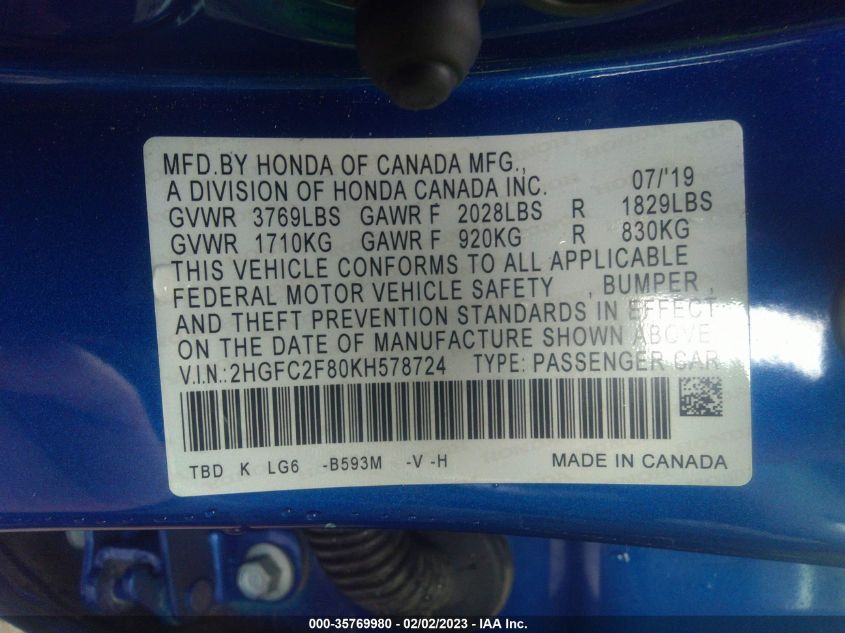 MFD.BY HONDA OF CANADA MFG.,
A DIVISION OF HONDA CANADA INC. 07/'19
GVWR 3769LBS GAWR F 2028LBS R 1829LBS
GVWR 1710KG GAWR F 920KG R 830KG
THIS VEHICLE CONFORMS TO ALL APPLICABLE
FEDERAL MOTOR VEHICLE SAFETY , BUMPER ,
AND THEFT PREVENTION STANDARDS IN EFFECT
ON THE DATE OF MANUFACTURE SHOWN ABOVE
V.I.N.:2HGFC2F80KH578724 TYPE: PASSENGER CAR
TBD K LG6 -B593M -V -H MADE IN CANADA
000-35769980 - 02/02/2023 - IAA Inc.